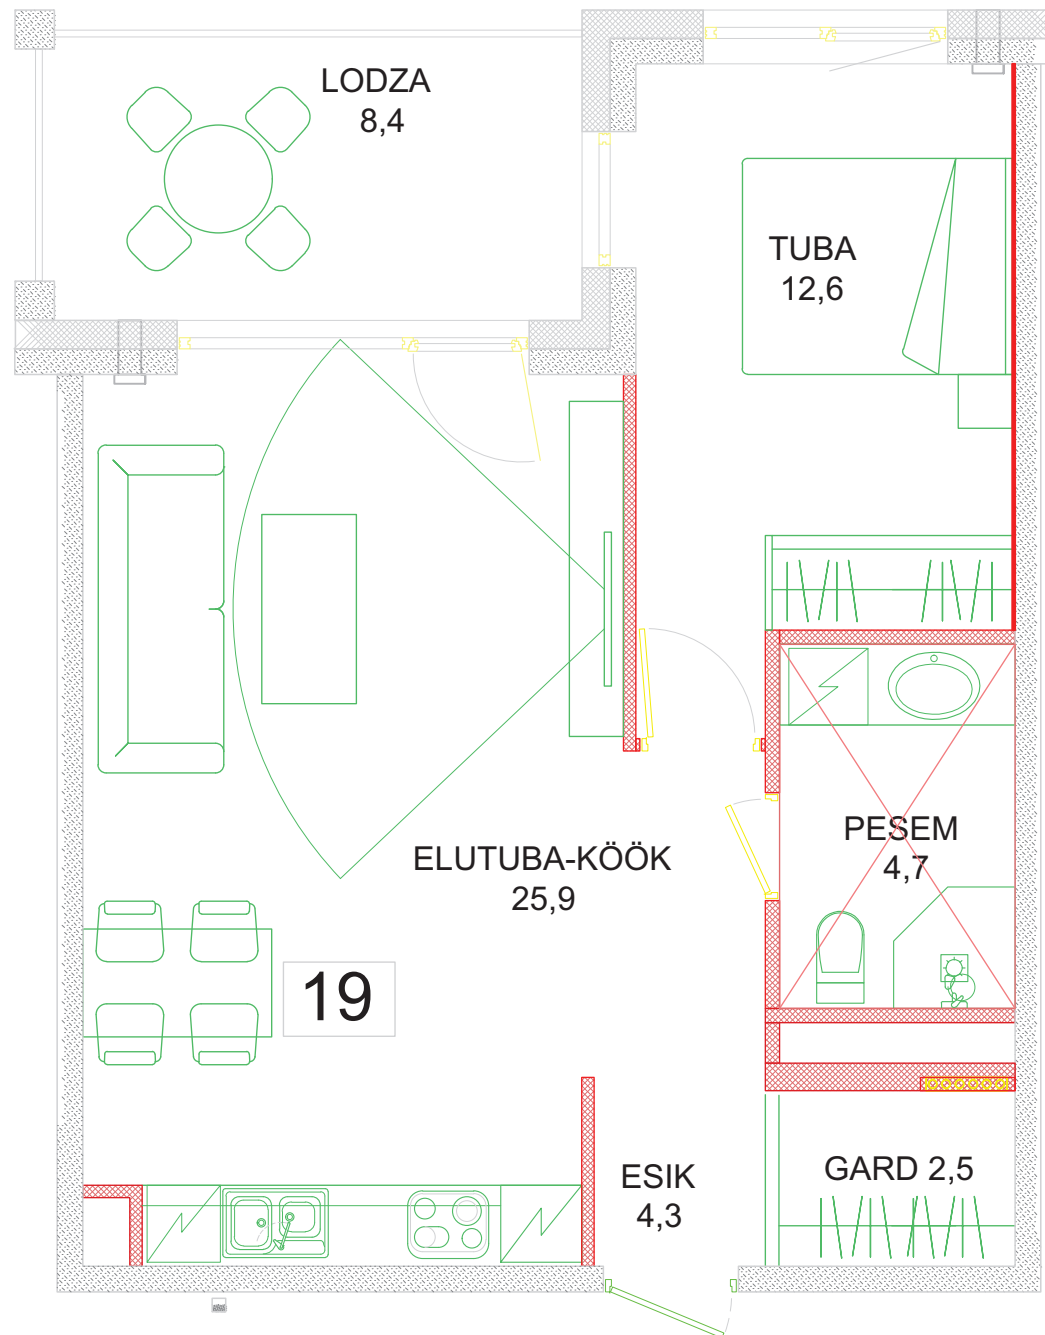 LODZA
8,4
TUBA
12,6
ELUTUBA-KÖÖK
25,9
PESEM
4,7
19
ESIK
4,3
GARD 2,5